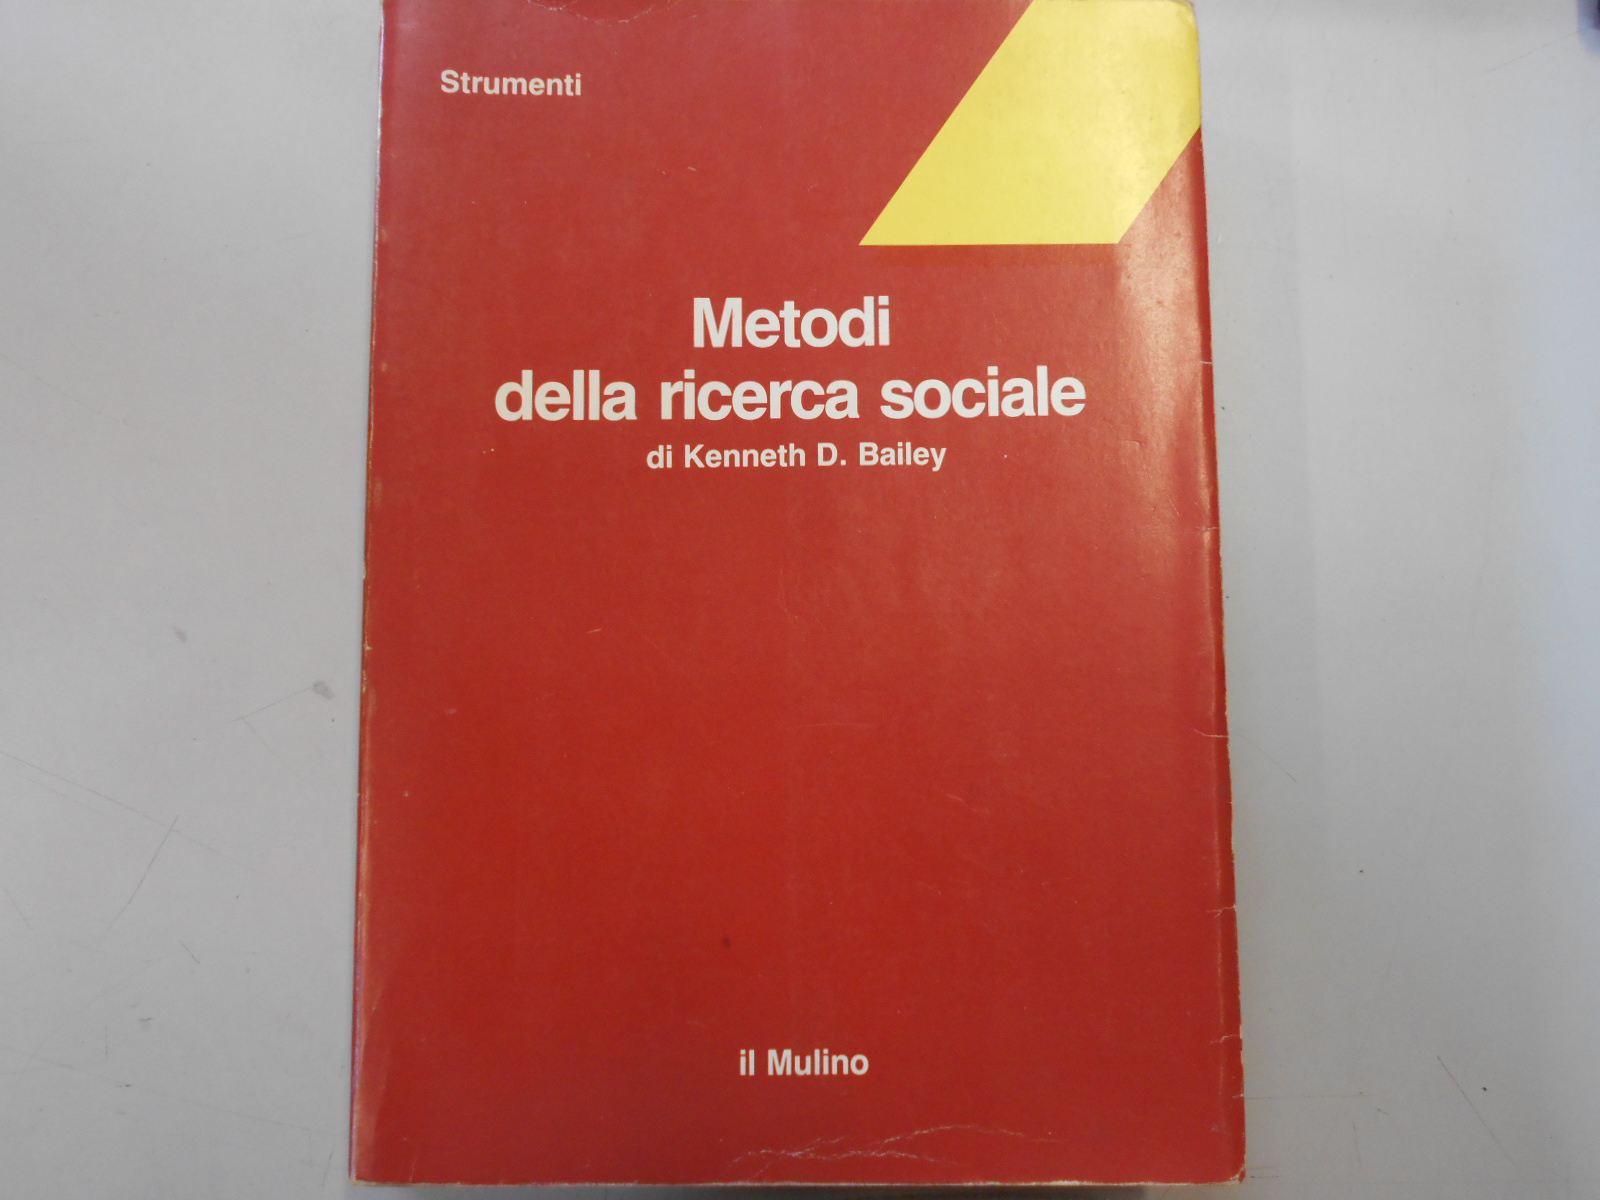 Strumenti
Metodi
della ricerca sociale
di Kenneth D. Bailey
il Mulino